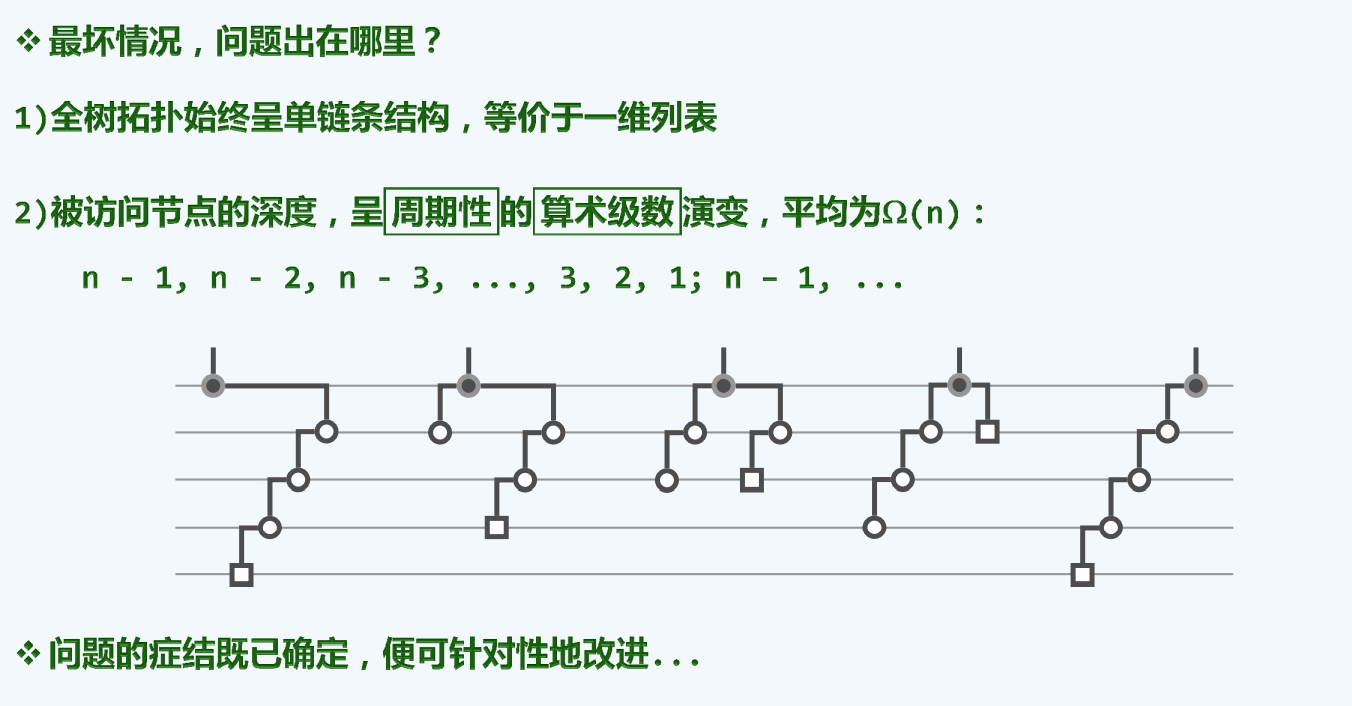 ❖ 最坏情况，问题出在哪里？
1)全树拓扑始终呈单链条结构，等价于一维列表
2)被访问节点的深度，呈周期性的算术级数演变，平均为Ω(n)：
n - 1, n - 2, n - 3, ..., 3, 2, 1; n – 1, ...
❖ 问题的症结既已确定，便可针对性地改进...